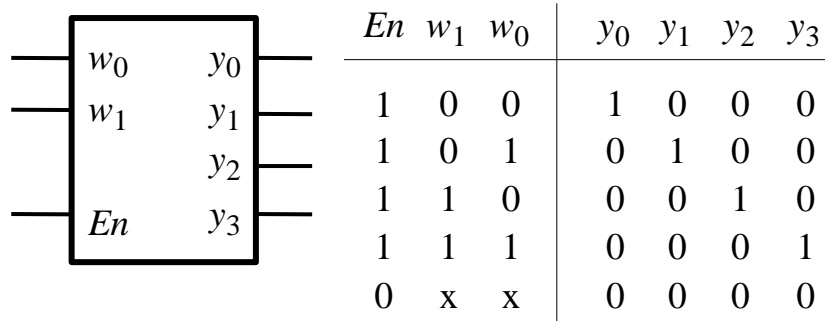 w0 y0
w1 y1
y2
En y3
En w1 w0 y0 y1 y2 y3
1 0 0 1 0 0 0
1 0 1 0 1 0 0
1 1 0 0 0 1 0
1 1 1 0 0 0 1
0 x x 0 0 0 0